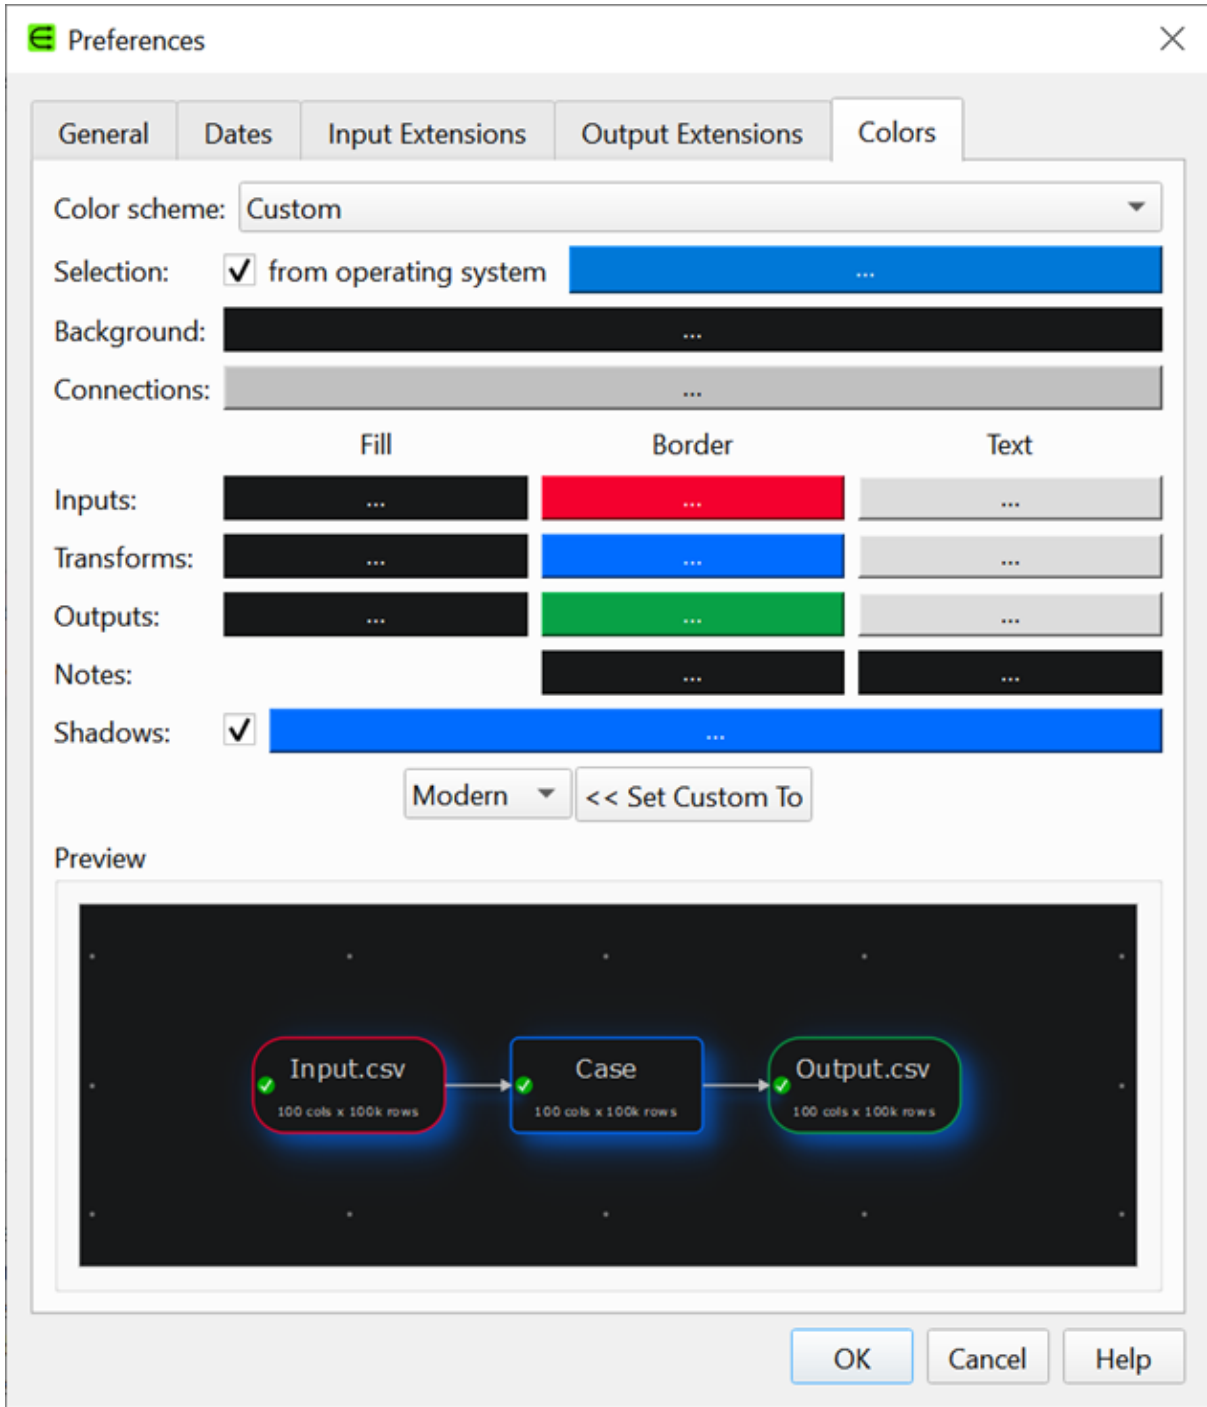 Preferences
General Dates Input Extensions Output Extensions Colors
Color scheme: Custom
Selection: from operating system ...
Background: ...
Connections: ...
Fill Border Text
Inputs: ... ... ...
Transforms: ... ... ...
Outputs: ... ... ...
Notes: ... ...
Shadows: ...
Modern << Set Custom To
Preview
Input.csv Case Output.csv
100 cols x 100k rows 100 cols x 100k rows 100 cols x 100k rows
OK Cancel Help